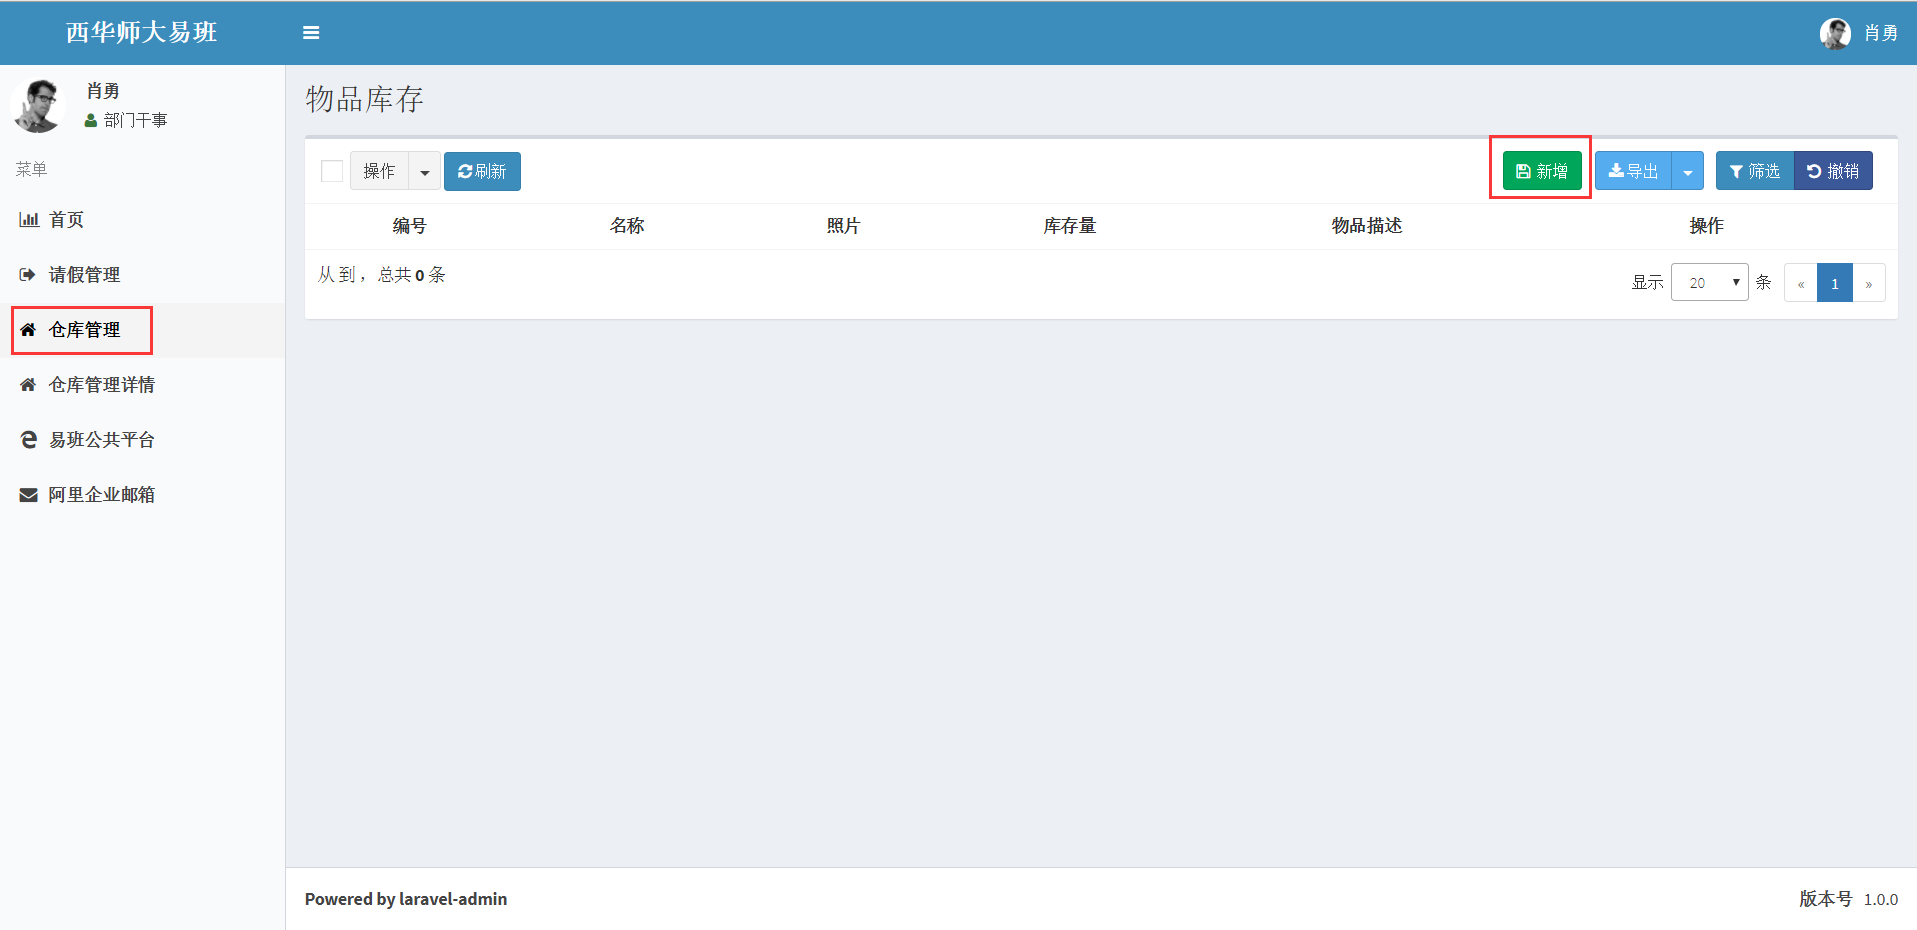 西华师大易班
肖勇
肖勇
部门干事
菜单
首页
请假管理
仓库管理
仓库管理详情
易班公共平台
阿里企业邮箱
物品库存
操作 刷新 新增 导出 筛选 撤销
编号 名称 照片 库存量 物品描述 操作
从 到 ，总共 0 条 显示 20 条 « 1 »
Powered by laravel-admin 版本号 1.0.0